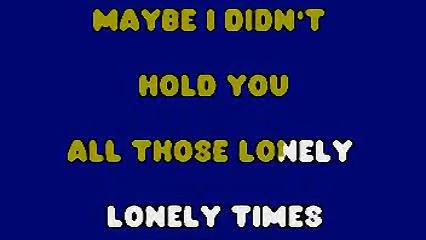 MAYBE I DIDN'T
HOLD YOU
ALL THOSE LONELY
LONELY TIMES